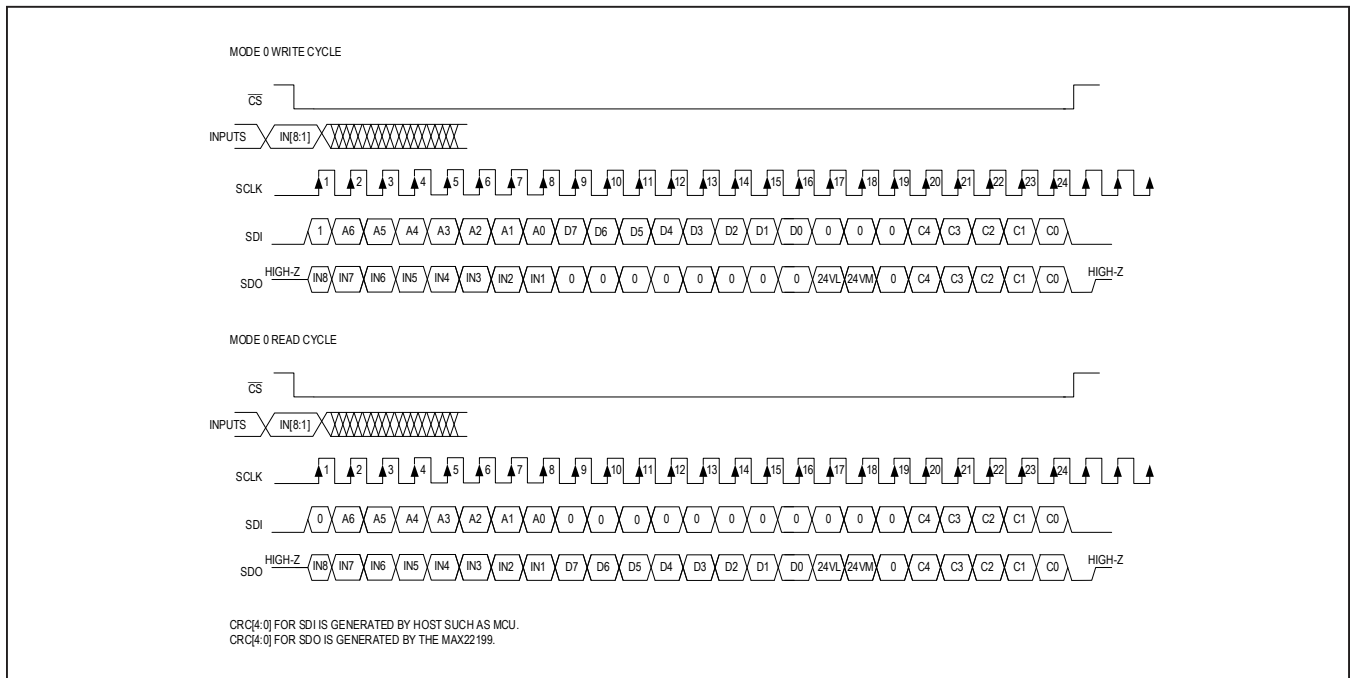 MODE 0 WRITE CYCLE
CS
INPUTS IN[8:1]
SCLK 1 2 3 4 5 6 7 8 9 10 11 12 13 14 15 16 17 18 19 20 21 22 23 24
SDI 1 A6 A5 A4 A3 A2 A1 A0 D7 D6 D5 D4 D3 D2 D1 D0 0 0 0 C4 C3 C2 C1 C0
SDO HIGH-Z IN8 IN7 IN6 IN5 IN4 IN3 IN2 IN1 0 0 0 0 0 0 0 0 24VL 24VM 0 C4 C3 C2 C1 C0 HIGH-Z
MODE 0 READ CYCLE
CS
INPUTS IN[8:1]
SCLK 1 2 3 4 5 6 7 8 9 10 11 12 13 14 15 16 17 18 19 20 21 22 23 24
SDI 0 A6 A5 A4 A3 A2 A1 A0 0 0 0 0 0 0 0 0 0 0 0 C4 C3 C2 C1 C0
SDO HIGH-Z IN8 IN7 IN6 IN5 IN4 IN3 IN2 IN1 D7 D6 D5 D4 D3 D2 D1 D0 24VL 24VM 0 C4 C3 C2 C1 C0 HIGH-Z
CRC[4:0] FOR SDI IS GENERATED BY HOST SUCH AS MCU.
CRC[4:0] FOR SDO IS GENERATED BY THE MAX22199.